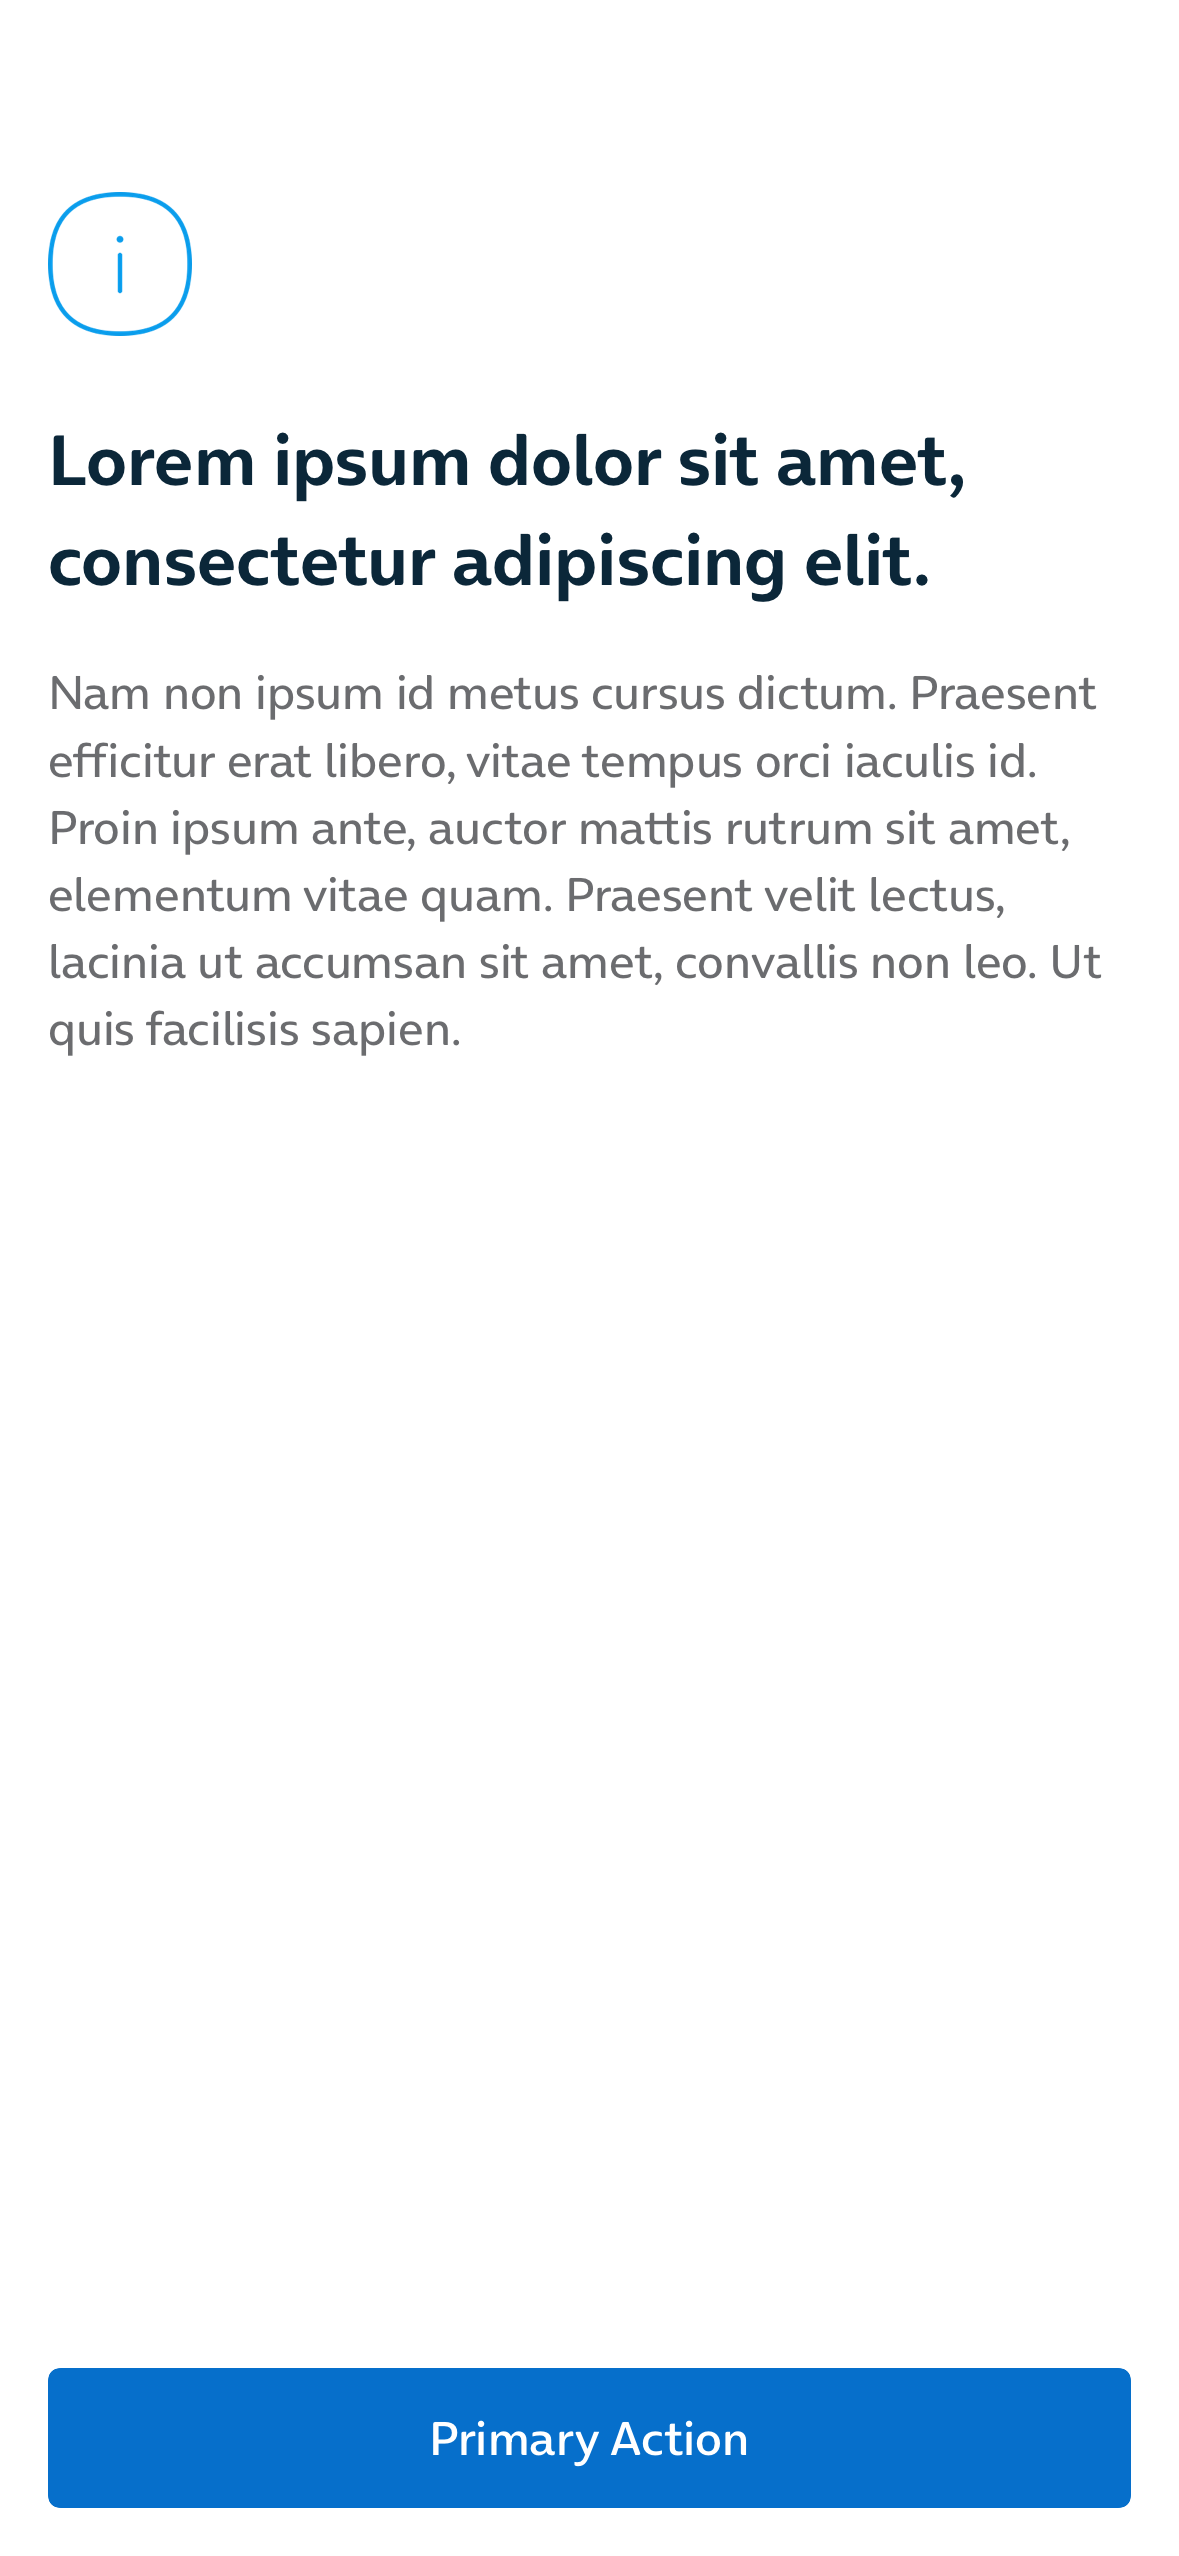 Lorem ipsum dolor sit amet,
consectetur adipiscing elit.
Nam non ipsum id metus cursus dictum. Praesent
efficitur erat libero, vitae tempus orci iaculis id.
Proin ipsum ante, auctor mattis rutrum sit amet,
elementum vitae quam. Praesent velit lectus,
lacinia ut accumsan sit amet, convallis non leo. Ut
quis facilisis sapien.
Primary Action